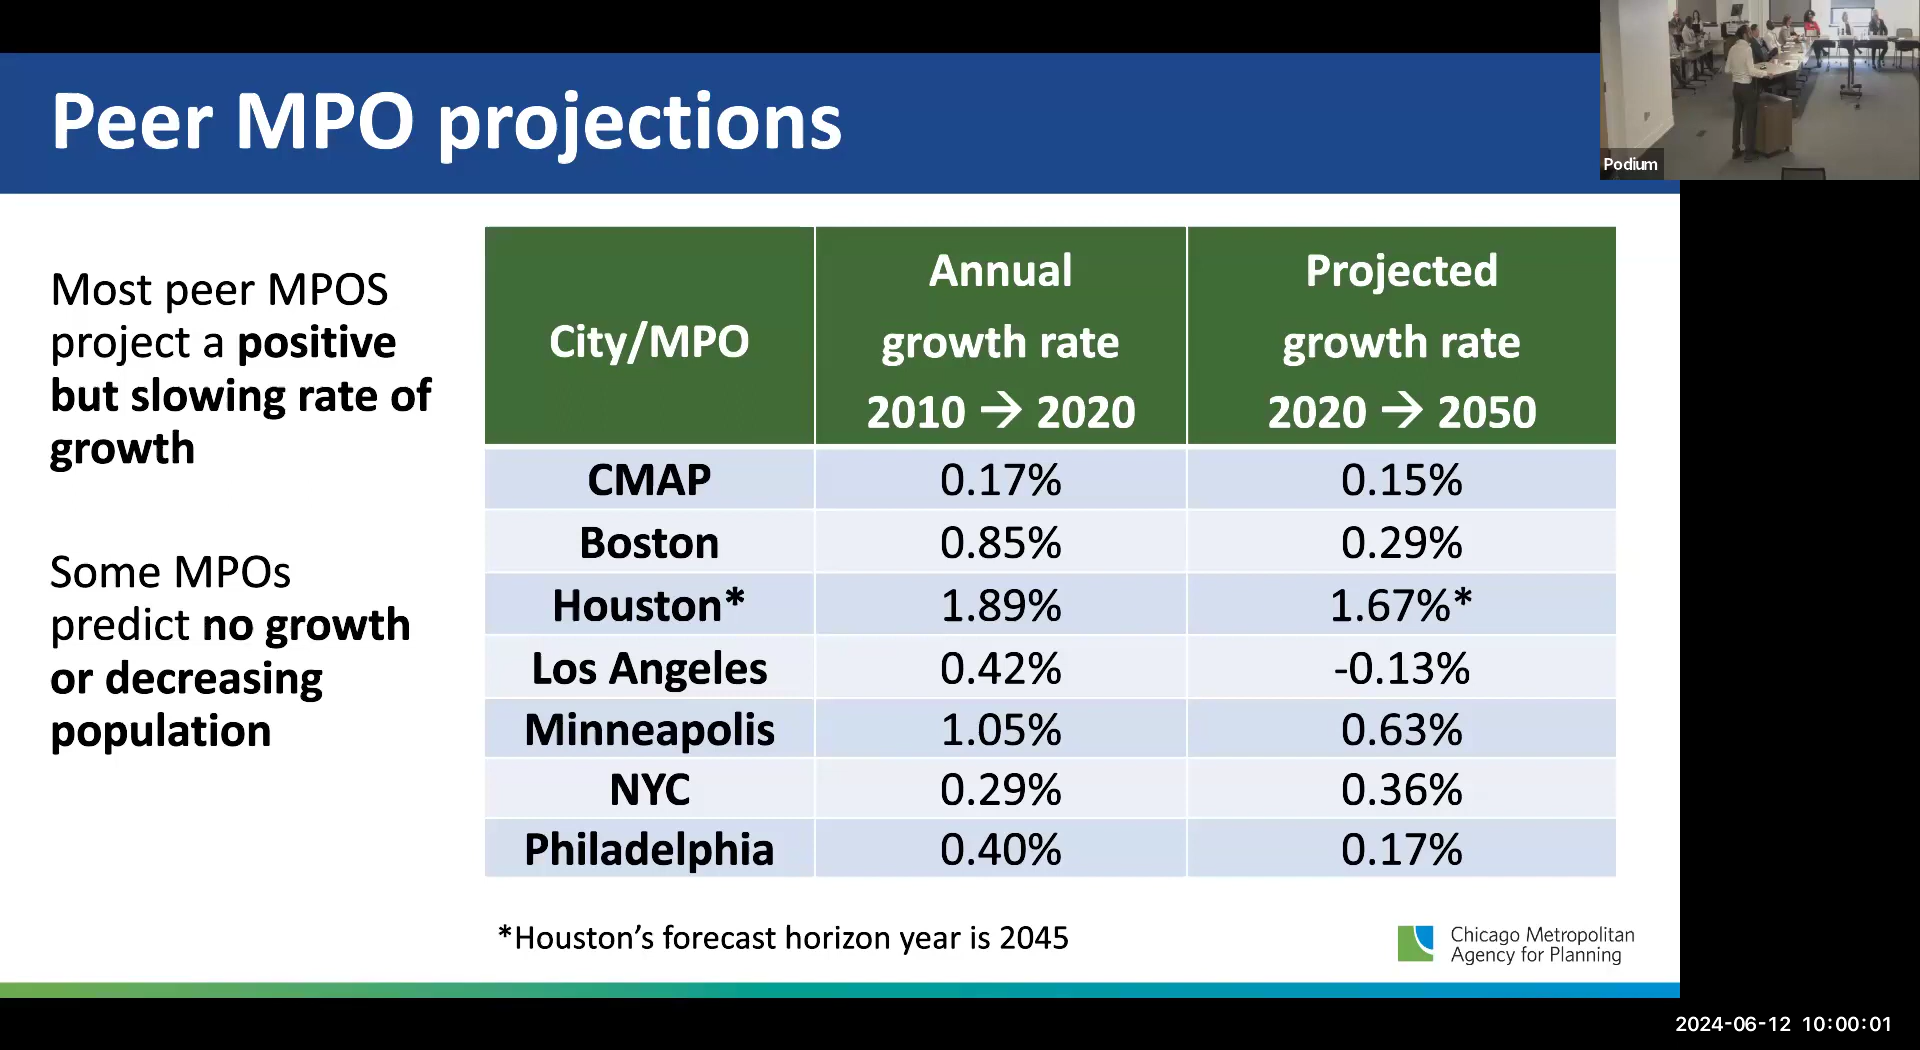 Peer MPO projections
Podium
Most peer MPOS
project a positive
but slowing rate of
growth
Some MPOs
predict no growth
or decreasing
population
City/MPO
Annual
growth rate
2010 → 2020
Projected
growth rate
2020 → 2050
CMAP 0.17% 0.15%
Boston 0.85% 0.29%
Houston* 1.89% 1.67%*
Los Angeles 0.42% -0.13%
Minneapolis 1.05% 0.63%
NYC 0.29% 0.36%
Philadelphia 0.40% 0.17%
*Houston's forecast horizon year is 2045
Chicago Metropolitan
Agency for Planning
2024-06-12 10:00:01